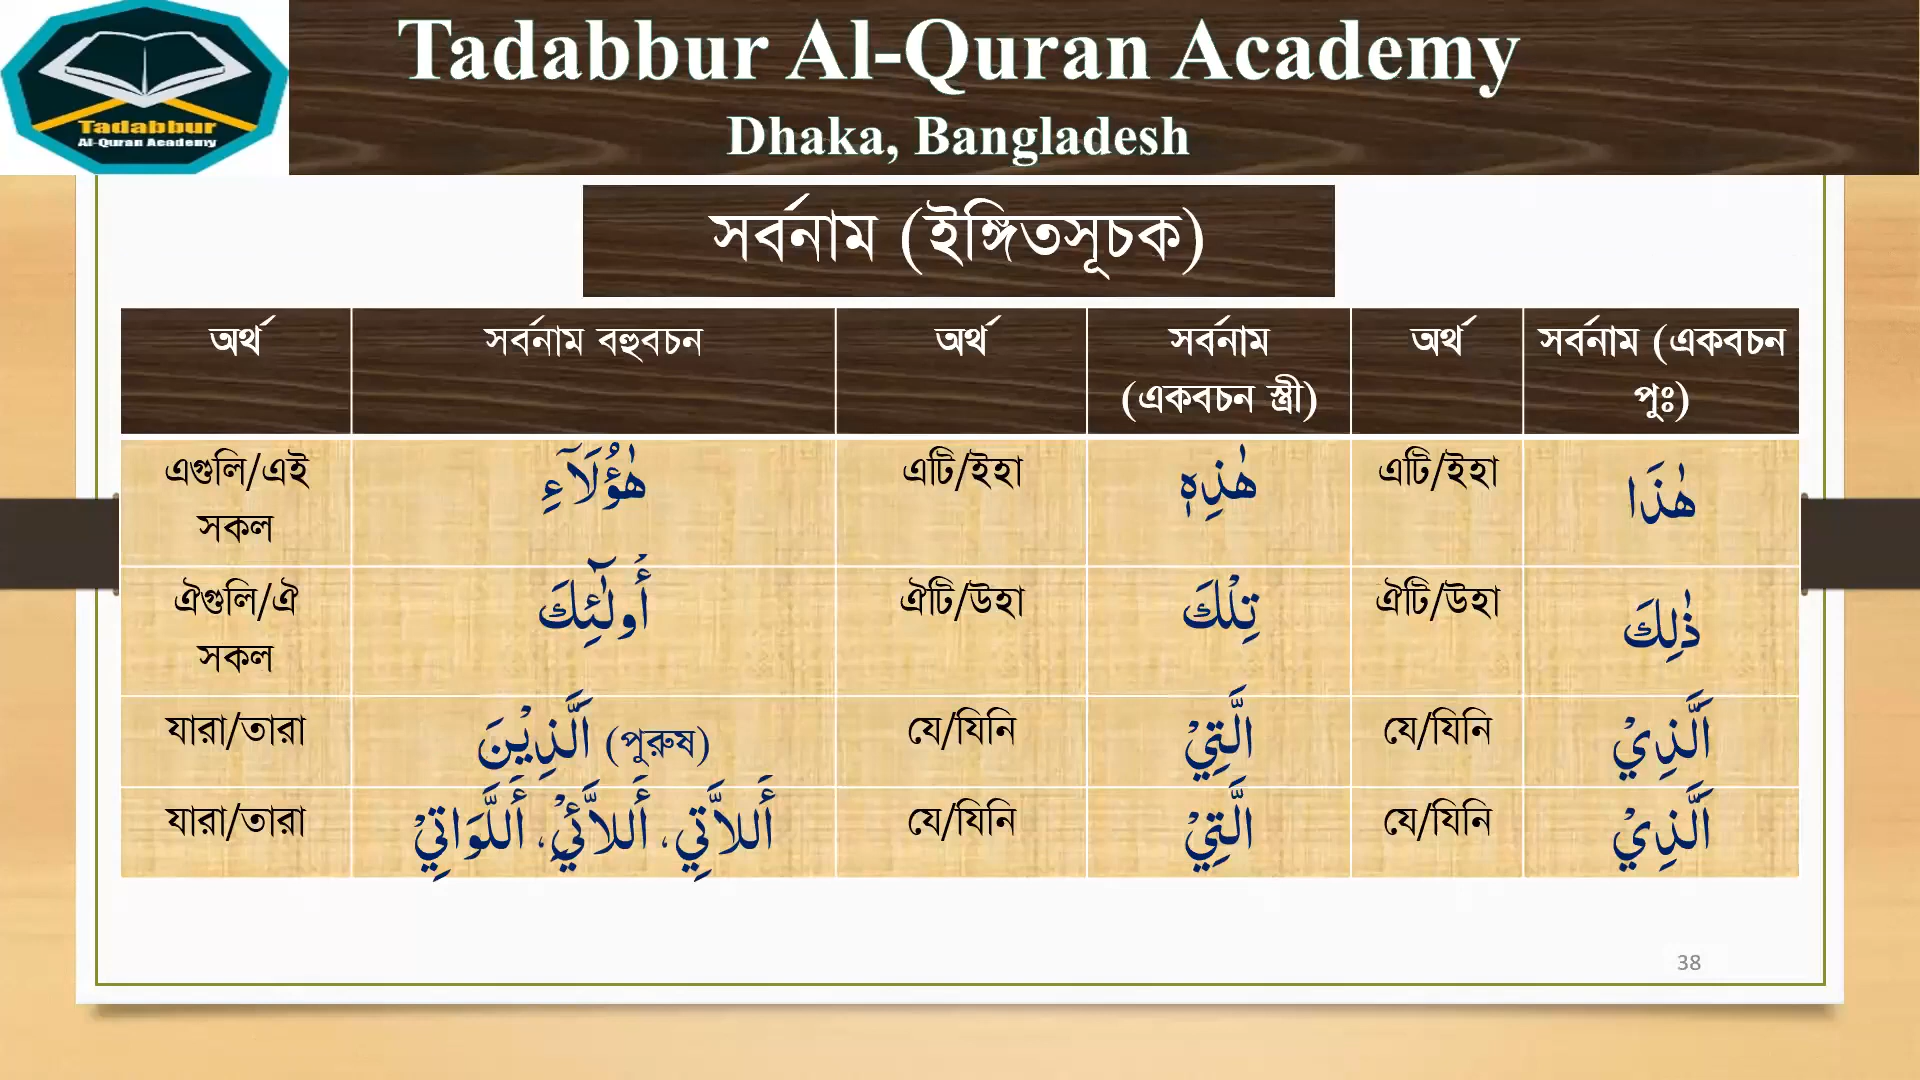 Tadabbur Al-Quran Academy
Dhaka, Bangladesh
Tadabbur
Al-Quran Academy
সর্বনাম (ইঙ্গিতসূচক)
অর্থ সর্বনাম বহুবচন অর্থ সর্বনাম (একবচন স্ত্রী) অর্থ সর্বনাম (একবচন পুঃ)
এগুলি/এই সকল هٰؤُلَآءِ এটি/ইহা هٰذِهٖ এটি/ইহা هٰذَا
ঐগুলি/ঐ সকল أُولٰٓئِكَ ঐটি/উহা تِلْكَ ঐটি/উহা ذٰلِكَ
যারা/তারা اَلَّذِيْنَ (পুরুষ) যে/যিনি الَّتِيْ যে/যিনি اَلَّذِيْ
যারা/তারা أَللاَّتِي، أَللاَّئِيْ، أَللَّوَاتِيْ যে/যিনি الَّتِيْ যে/যিনি اَلَّذِيْ
38